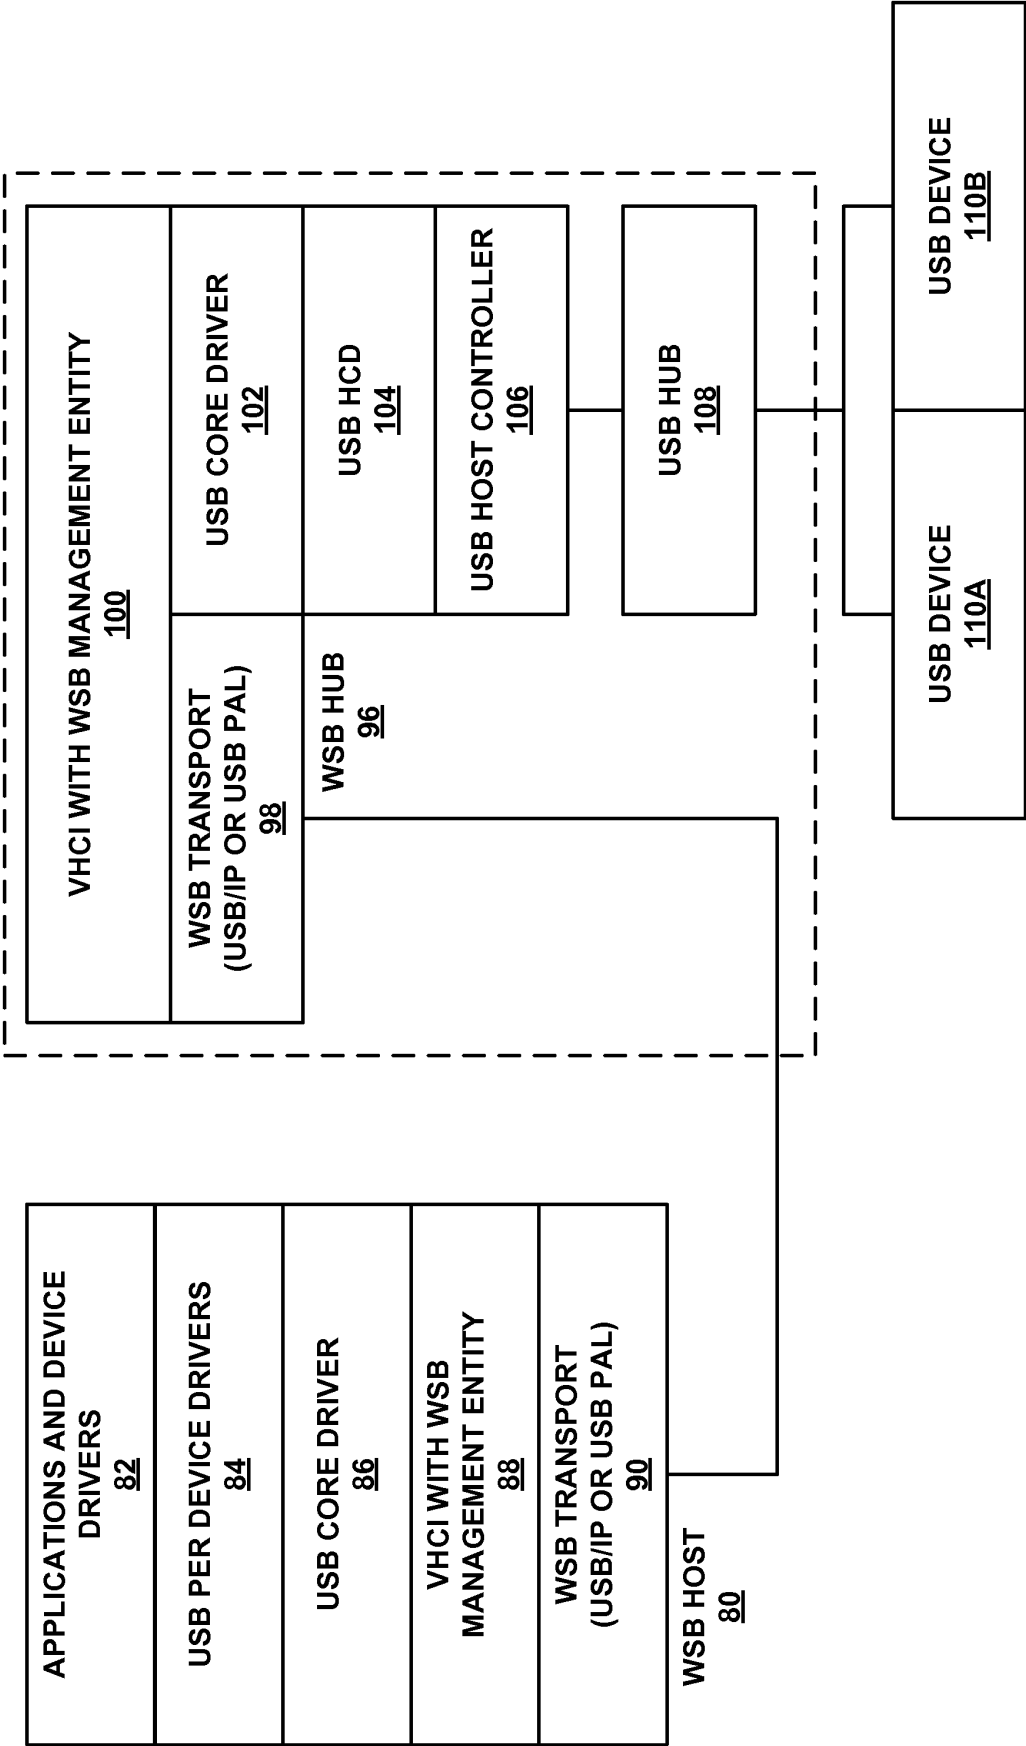 APPLICATIONS AND DEVICE
DRIVERS
82
USB PER DEVICE DRIVERS
84
USB CORE DRIVER
86
VHCI WITH WSB
MANAGEMENT ENTITY
88
WSB TRANSPORT
(USB/IP OR USB PAL)
90
WSB HOST
80
VHCI WITH WSB MANAGEMENT ENTITY
100
WSB TRANSPORT
(USB/IP OR USB PAL)
98
USB CORE DRIVER
102
WSB HUB
96
USB HCD
104
USB HOST CONTROLLER
106
USB HUB
108
USB DEVICE
110A
USB DEVICE
110B